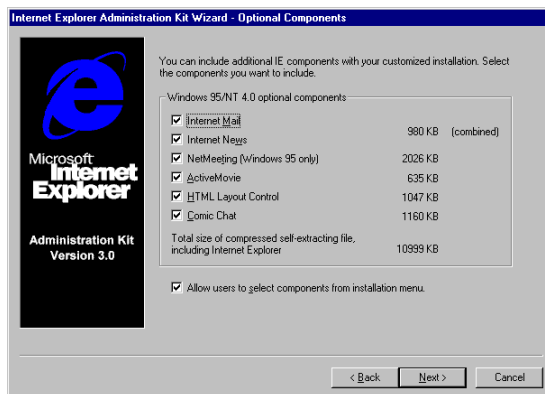 Internet Explorer Administration Kit Wizard - Optional Components
You can include additional IE components with your customized installation. Select
the components you want to include.
Windows 95/NT 4.0 optional components
Internet Mail
Internet News
980 KB (combined)
NetMeeting (Windows 95 only) 2026 KB
ActiveMovie 635 KB
HTML Layout Control 1047 KB
Comic Chat 1160 KB
Total size of compressed self-extracting file,
including Internet Explorer 10999 KB
Allow users to select components from installation menu.
Microsoft
Internet
Explorer
Administration Kit
Version 3.0
< Back Next > Cancel